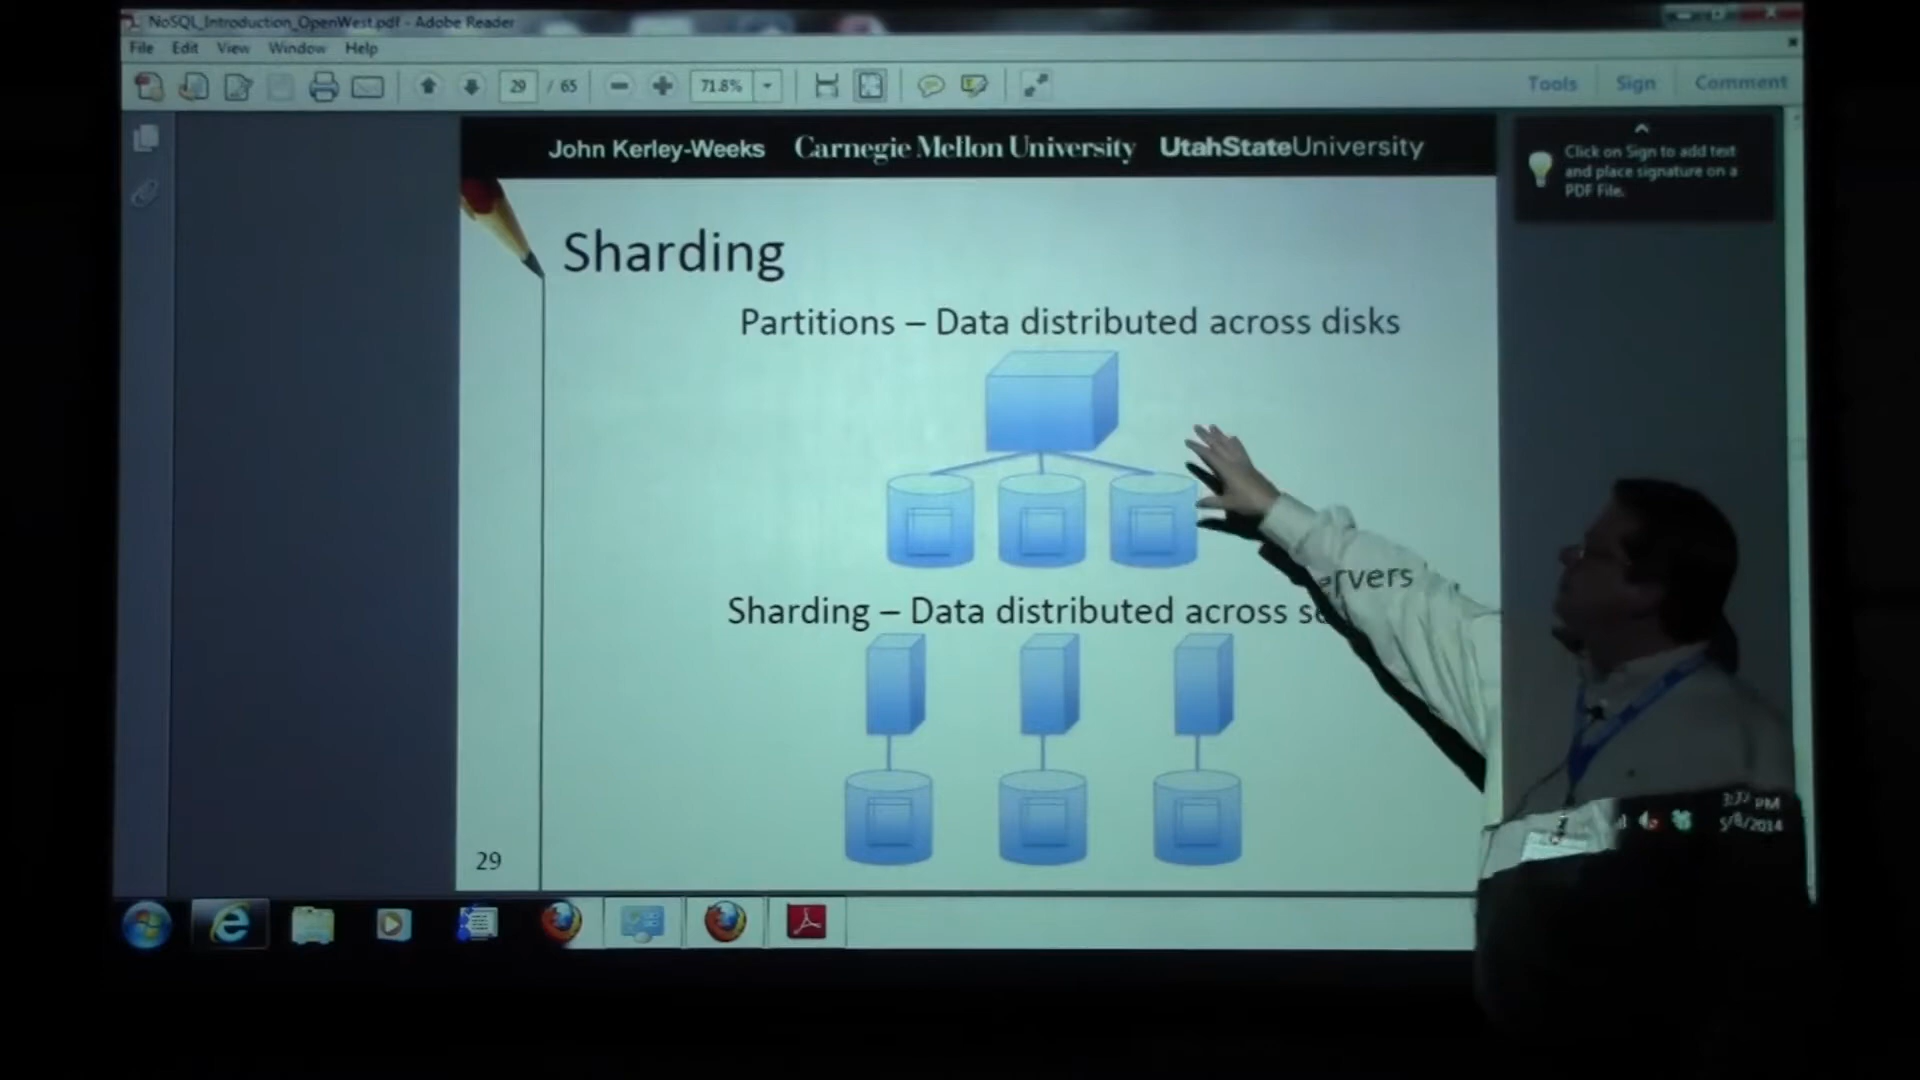 NoSQL_Introduction_OpenWest.pdf - Adobe Reader
File Edit View Window Help
29 / 65 71.8% Tools Sign Comment
John Kerley-Weeks Carnegie Mellon University UtahStateUniversity
Click on Sign to add text
and place signature on a
PDF File.
Sharding
Partitions – Data distributed across disks
Sharding – Data distributed across servers
29
PM
5/8/2014